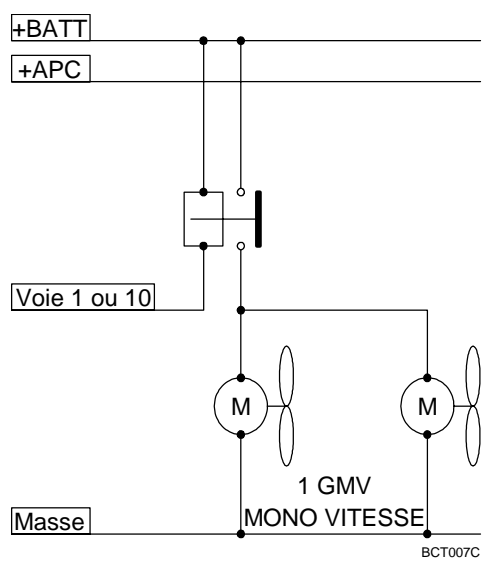 +BATT
+APC
Voie 1 ou 10
M
M
1 GMV
MONO VITESSE
Masse
BCT007C